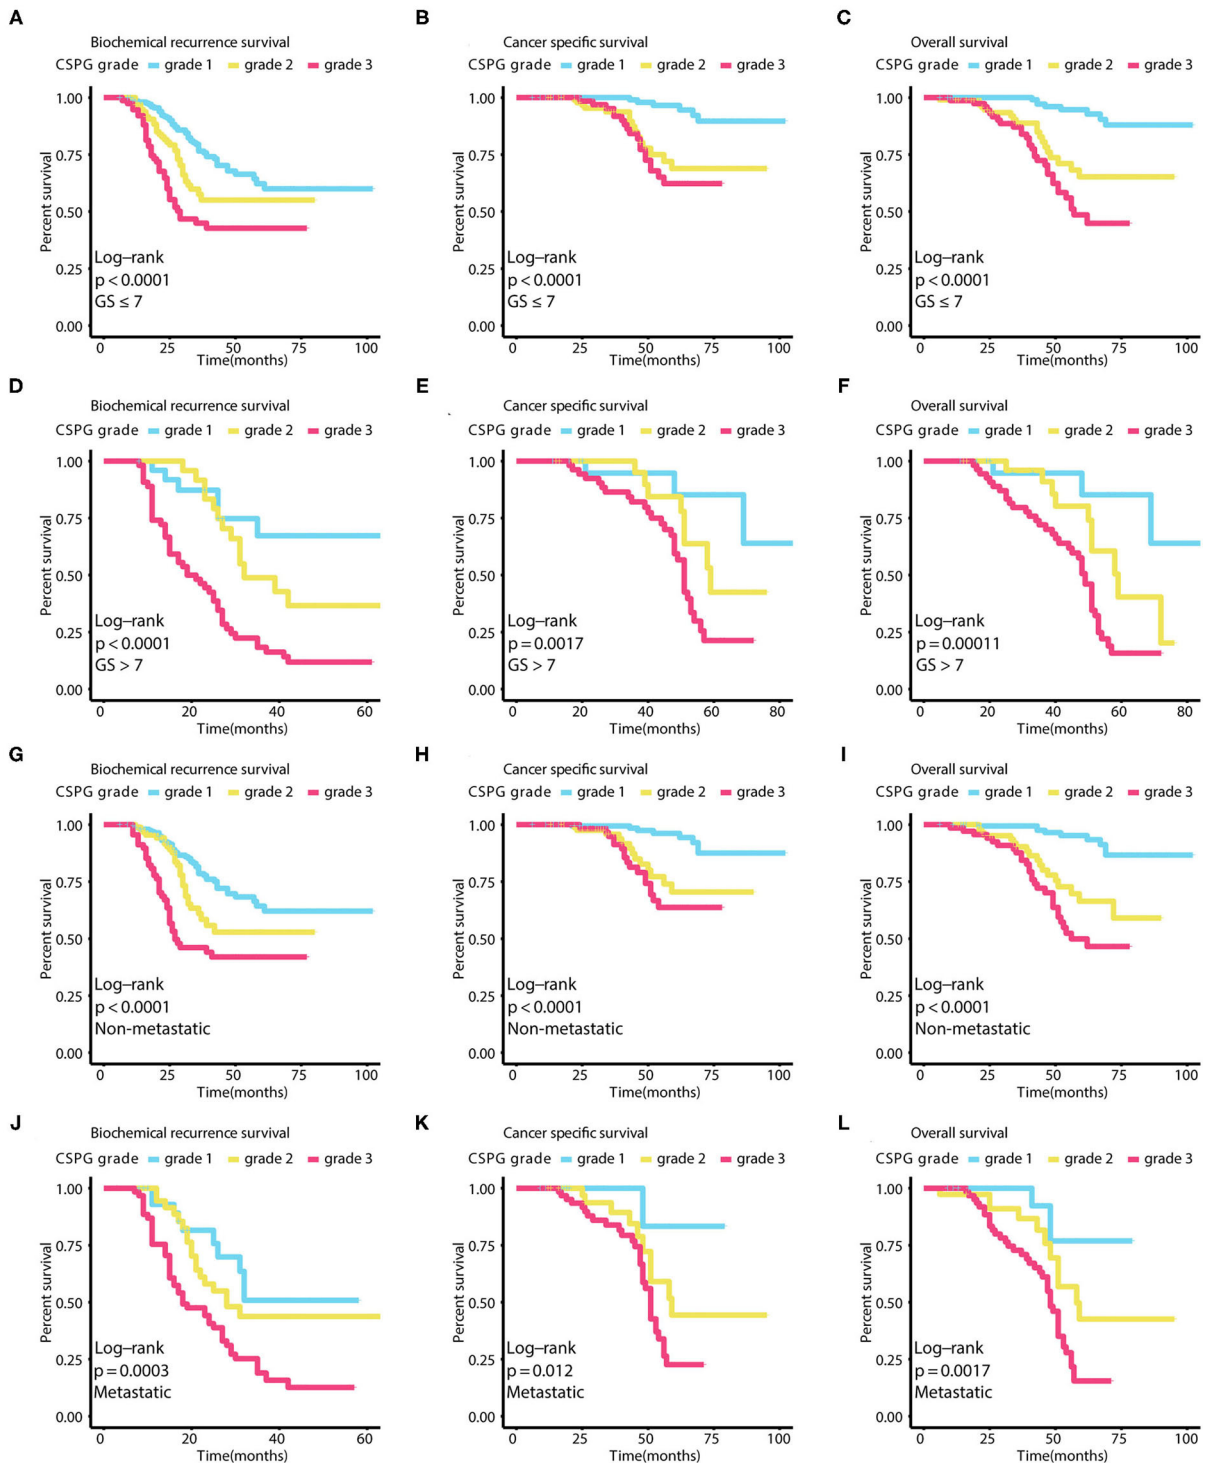 A
Biochemical recurrence survival
CSPG grade grade 1 grade 2 grade 3
1.00
0.75
0.50
0.25
0.00
Percent survival
Log–rank
p < 0.0001
GS ≤ 7
0 25 50 75 100
Time(months)
B
Cancer specific survival
CSPG grade grade 1 grade 2 grade 3
1.00
0.75
0.50
0.25
0.00
Percent survival
Log–rank
p < 0.0001
GS ≤ 7
0 25 50 75 100
Time(months)
C
Overall survival
CSPG grade grade 1 grade 2 grade 3
1.00
0.75
0.50
0.25
0.00
Percent survival
Log–rank
p < 0.0001
GS ≤ 7
0 25 50 75 100
Time(months)
D
Biochemical recurrence survival
CSPG grade grade 1 grade 2 grade 3
1.00
0.75
0.50
0.25
0.00
Percent survival
Log–rank
p < 0.0001
GS > 7
0 20 40 60
Time(months)
E
Cancer specific survival
CSPG grade grade 1 grade 2 grade 3
1.00
0.75
0.50
0.25
0.00
Percent survival
Log–rank
p = 0.0017
GS > 7
0 20 40 60 80
Time(months)
F
Overall survival
CSPG grade grade 1 grade 2 grade 3
1.00
0.75
0.50
0.25
0.00
Percent survival
Log–rank
p = 0.00011
GS > 7
0 20 40 60 80
Time(months)
G
Biochemical recurrence survival
CSPG grade grade 1 grade 2 grade 3
1.00
0.75
0.50
0.25
0.00
Percent survival
Log–rank
p < 0.0001
Non-metastatic
0 25 50 75 100
Time(months)
H
Cancer specific survival
CSPG grade grade 1 grade 2 grade 3
1.00
0.75
0.50
0.25
0.00
Percent survival
Log–rank
p < 0.0001
Non-metastatic
0 25 50 75 100
Time(months)
I
Overall survival
CSPG grade grade 1 grade 2 grade 3
1.00
0.75
0.50
0.25
0.00
Percent survival
Log–rank
p < 0.0001
Non-metastatic
0 25 50 75 100
Time(months)
J
Biochemical recurrence survival
CSPG grade grade 1 grade 2 grade 3
1.00
0.75
0.50
0.25
0.00
Percent survival
Log–rank
p = 0.0003
Metastatic
0 20 40 60
Time(months)
K
Cancer specific survival
CSPG grade grade 1 grade 2 grade 3
1.00
0.75
0.50
0.25
0.00
Percent survival
Log–rank
p = 0.012
Metastatic
0 25 50 75 100
Time(months)
L
Overall survival
CSPG grade grade 1 grade 2 grade 3
1.00
0.75
0.50
0.25
0.00
Percent survival
Log–rank
p = 0.0017
Metastatic
0 25 50 75 100
Time(months)